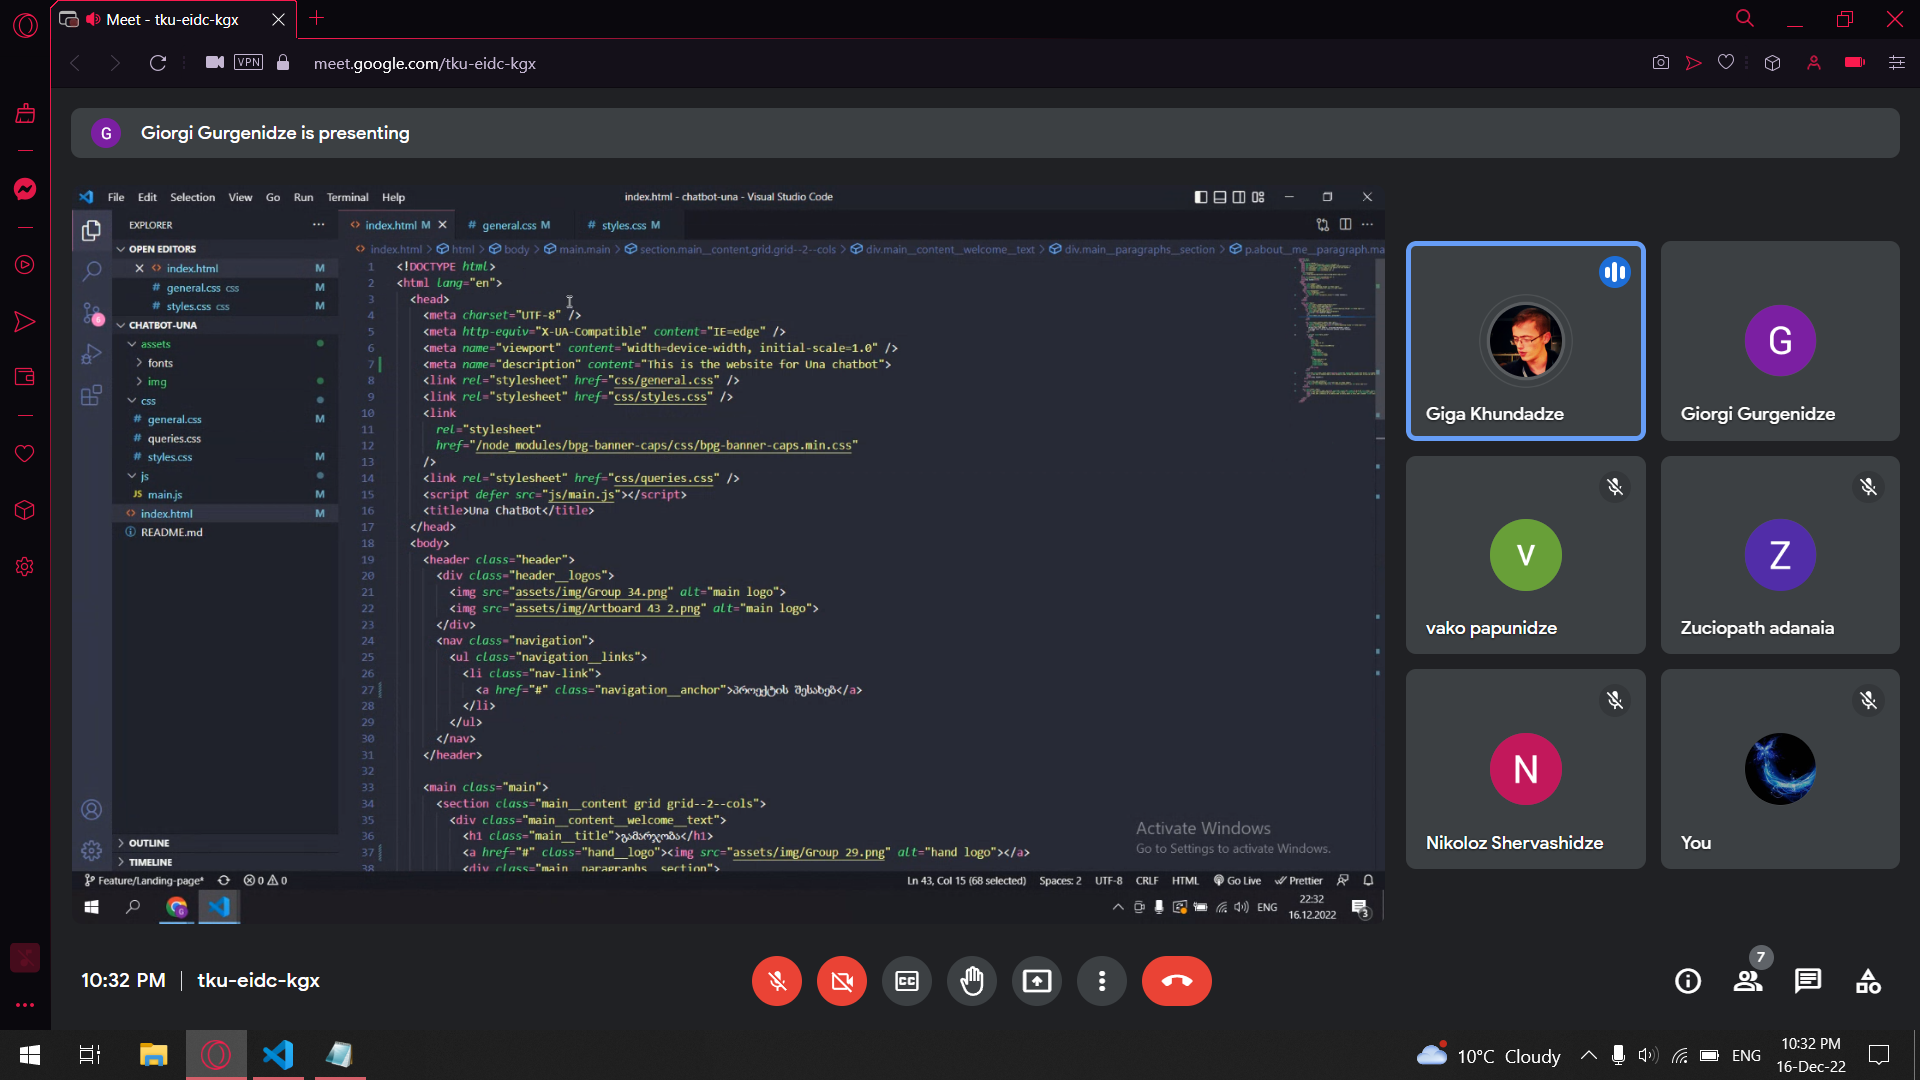 Meet - tku-eidc-kgx
VPN
meet.google.com/tku-eidc-kgx
G Giorgi Gurgenidze is presenting
File Edit Selection View Go Run Terminal Help
index.html - chatbot-una - Visual Studio Code
EXPLORER
index.html M
# general.css M
# styles.css M
OPEN EDITORS
index.html > html > body > main.main > section.main__content.grid.grid--2--cols > div.main__content__welcome__text > div.main__paragraphs__section > p.about__me__paragraph.ma
index.html M
# general.css css M
# styles.css css M
CHATBOT-UNA
assets
fonts
img
css
# general.css M
# queries.css
# styles.css M
js
JS main.js M
index.html M
README.md
OUTLINE
TIMELINE
1 <!DOCTYPE html>
2 <html lang="en">
3 <head>
4 <meta charset="UTF-8" />
5 <meta http-equiv="X-UA-Compatible" content="IE=edge" />
6 <meta name="viewport" content="width=device-width, initial-scale=1.0" />
7 <meta name="description" content="This is the website for Una chatbot">
8 <link rel="stylesheet" href="css/general.css" />
9 <link rel="stylesheet" href="css/styles.css" />
10 <link
11 rel="stylesheet"
12 href="/node_modules/bpg-banner-caps/css/bpg-banner-caps.min.css"
13 />
14 <link rel="stylesheet" href="css/queries.css" />
15 <script defer src="js/main.js"></script>
16 <title>Una ChatBot</title>
17 </head>
18 <body>
19 <header class="header">
20 <div class="header__logos">
21 <img src="assets/img/Group 34.png" alt="main logo">
22 <img src="assets/img/Artboard 43 2.png" alt="main logo">
23 </div>
24 <nav class="navigation">
25 <ul class="navigation__links">
26 <li class="nav-link">
27 <a href="#" class="navigation__anchor">პროექტის შესახებ</a>
28 </li>
29 </ul>
30 </nav>
31 </header>
32
33 <main class="main">
34 <section class="main__content grid grid--2--cols">
35 <div class="main__content__welcome__text">
36 <h1 class="main__title">გამარჯობა</h1>
37 <a href="#" class="hand__logo"><img src="assets/img/Group 29.png" alt="hand logo"></a>
38 <div class="main__paragraphs__section">
Activate Windows
Go to Settings to activate Windows.
Feature/Landing-page* 0 0
Ln 43, Col 15 (68 selected) Spaces: 2 UTF-8 CRLF HTML Go Live Prettier
ENG
22:32
16.12.2022
3
Giga Khundadze
G
Giorgi Gurgenidze
V
vako papunidze
Z
Zuciopath adanaia
N
Nikoloz Shervashidze
You
10:32 PM | tku-eidc-kgx
CC
7
10°C Cloudy
ENG
10:32 PM
16-Dec-22